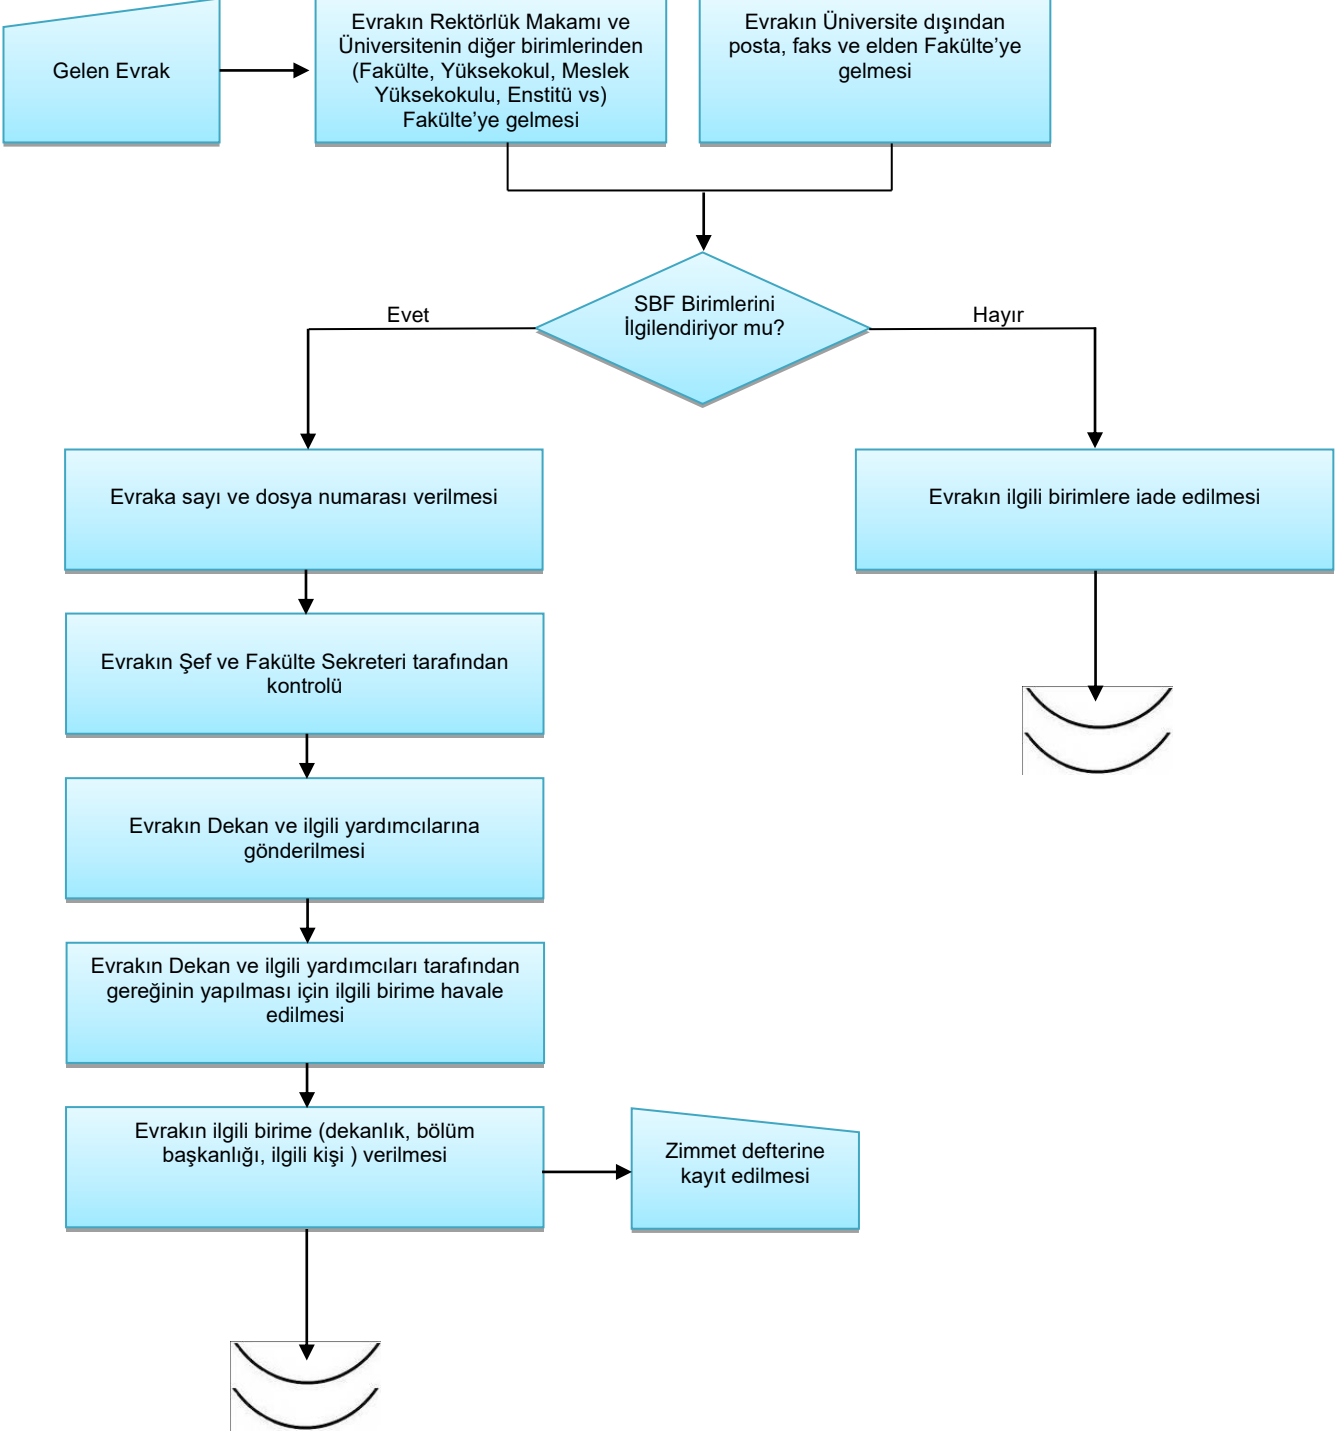 Gelen Evrak
Evrakın Rektörlük Makamı ve
Üniversitenin diğer birimlerinden
(Fakülte, Yüksekokul, Meslek
Yüksekokulu, Enstitü vs)
Fakülte’ye gelmesi
Evrakın Üniversite dışından
posta, faks ve elden Fakülte’ye
gelmesi
SBF Birimlerini
İlgilendiriyor mu?
Evet
Hayır
Evraka sayı ve dosya numarası verilmesi
Evrakın ilgili birimlere iade edilmesi
Evrakın Şef ve Fakülte Sekreteri tarafından
kontrolü
Evrakın Dekan ve ilgili yardımcılarına
gönderilmesi
Evrakın Dekan ve ilgili yardımcıları tarafından
gereğinin yapılması için ilgili birime havale
edilmesi
Evrakın ilgili birime (dekanlık, bölüm
başkanlığı, ilgili kişi ) verilmesi
Zimmet defterine
kayıt edilmesi